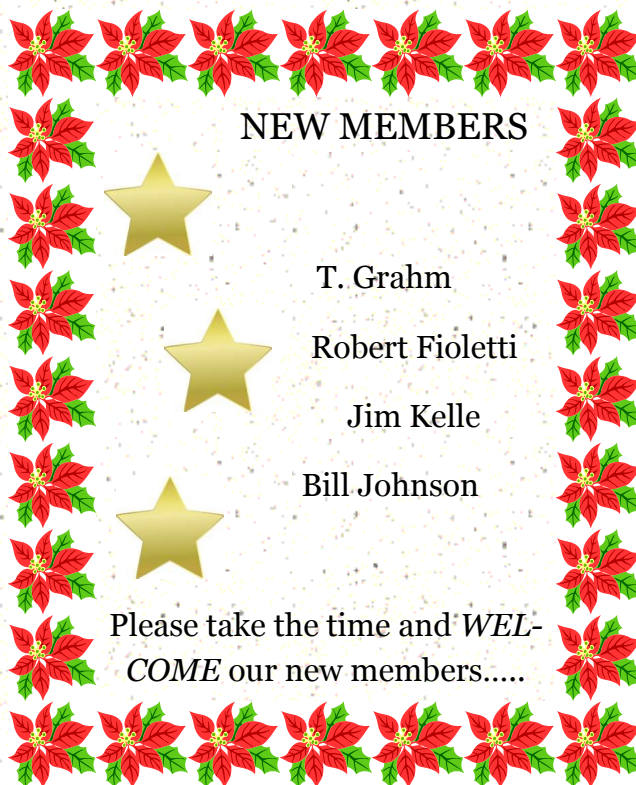 NEW MEMBERS
T. Grahm
Robert Fioletti
Jim Kelle
Bill Johnson
Please take the time and WEL-
COME our new members.....